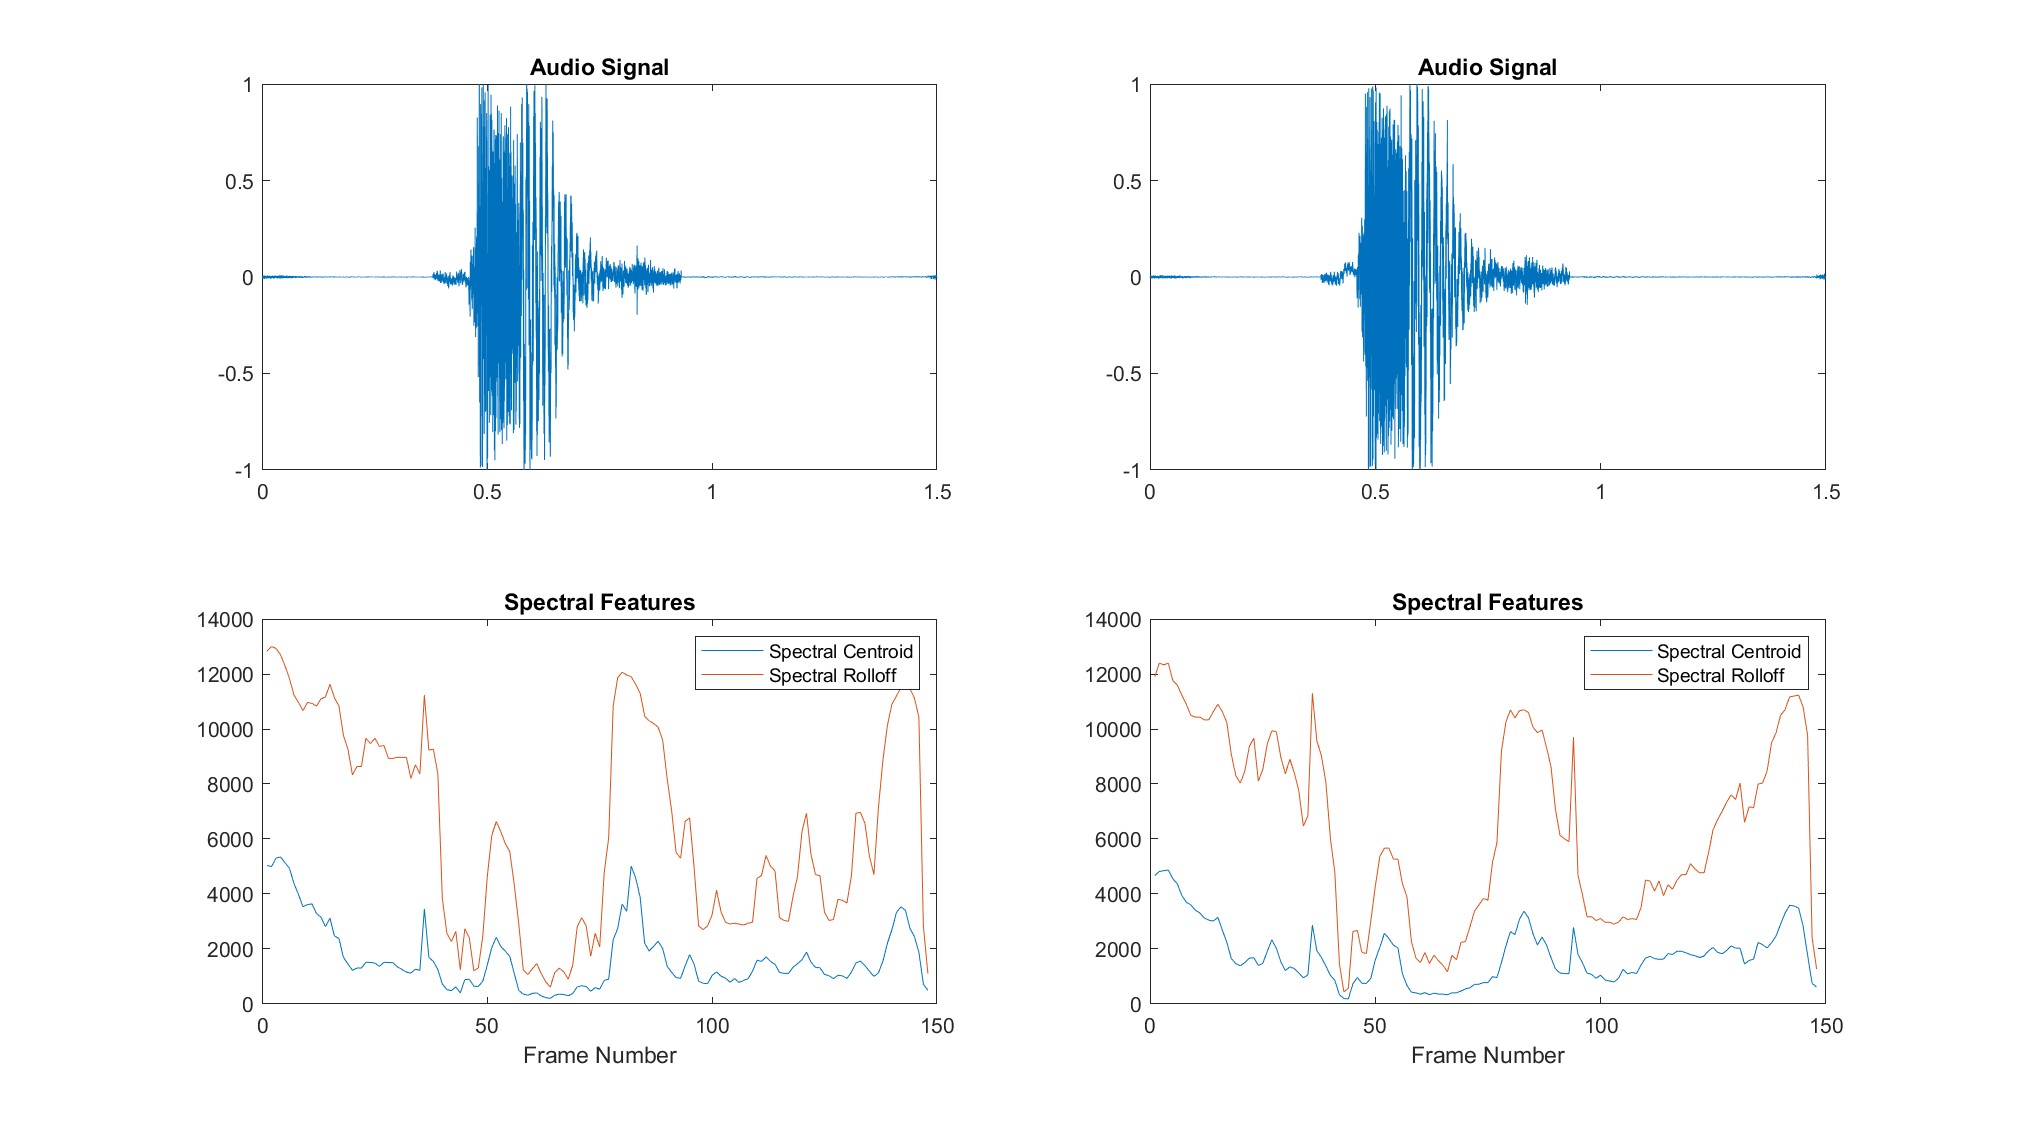 Audio Signal
1
0.5
0
-0.5
-1
0 0.5 1 1.5
Audio Signal
1
0.5
0
-0.5
-1
0 0.5 1 1.5
Spectral Features
14000
12000
10000
8000
6000
4000
2000
0
Spectral Centroid
Spectral Rolloff
0 50 100 150
Frame Number
Spectral Features
14000
12000
10000
8000
6000
4000
2000
0
Spectral Centroid
Spectral Rolloff
0 50 100 150
Frame Number